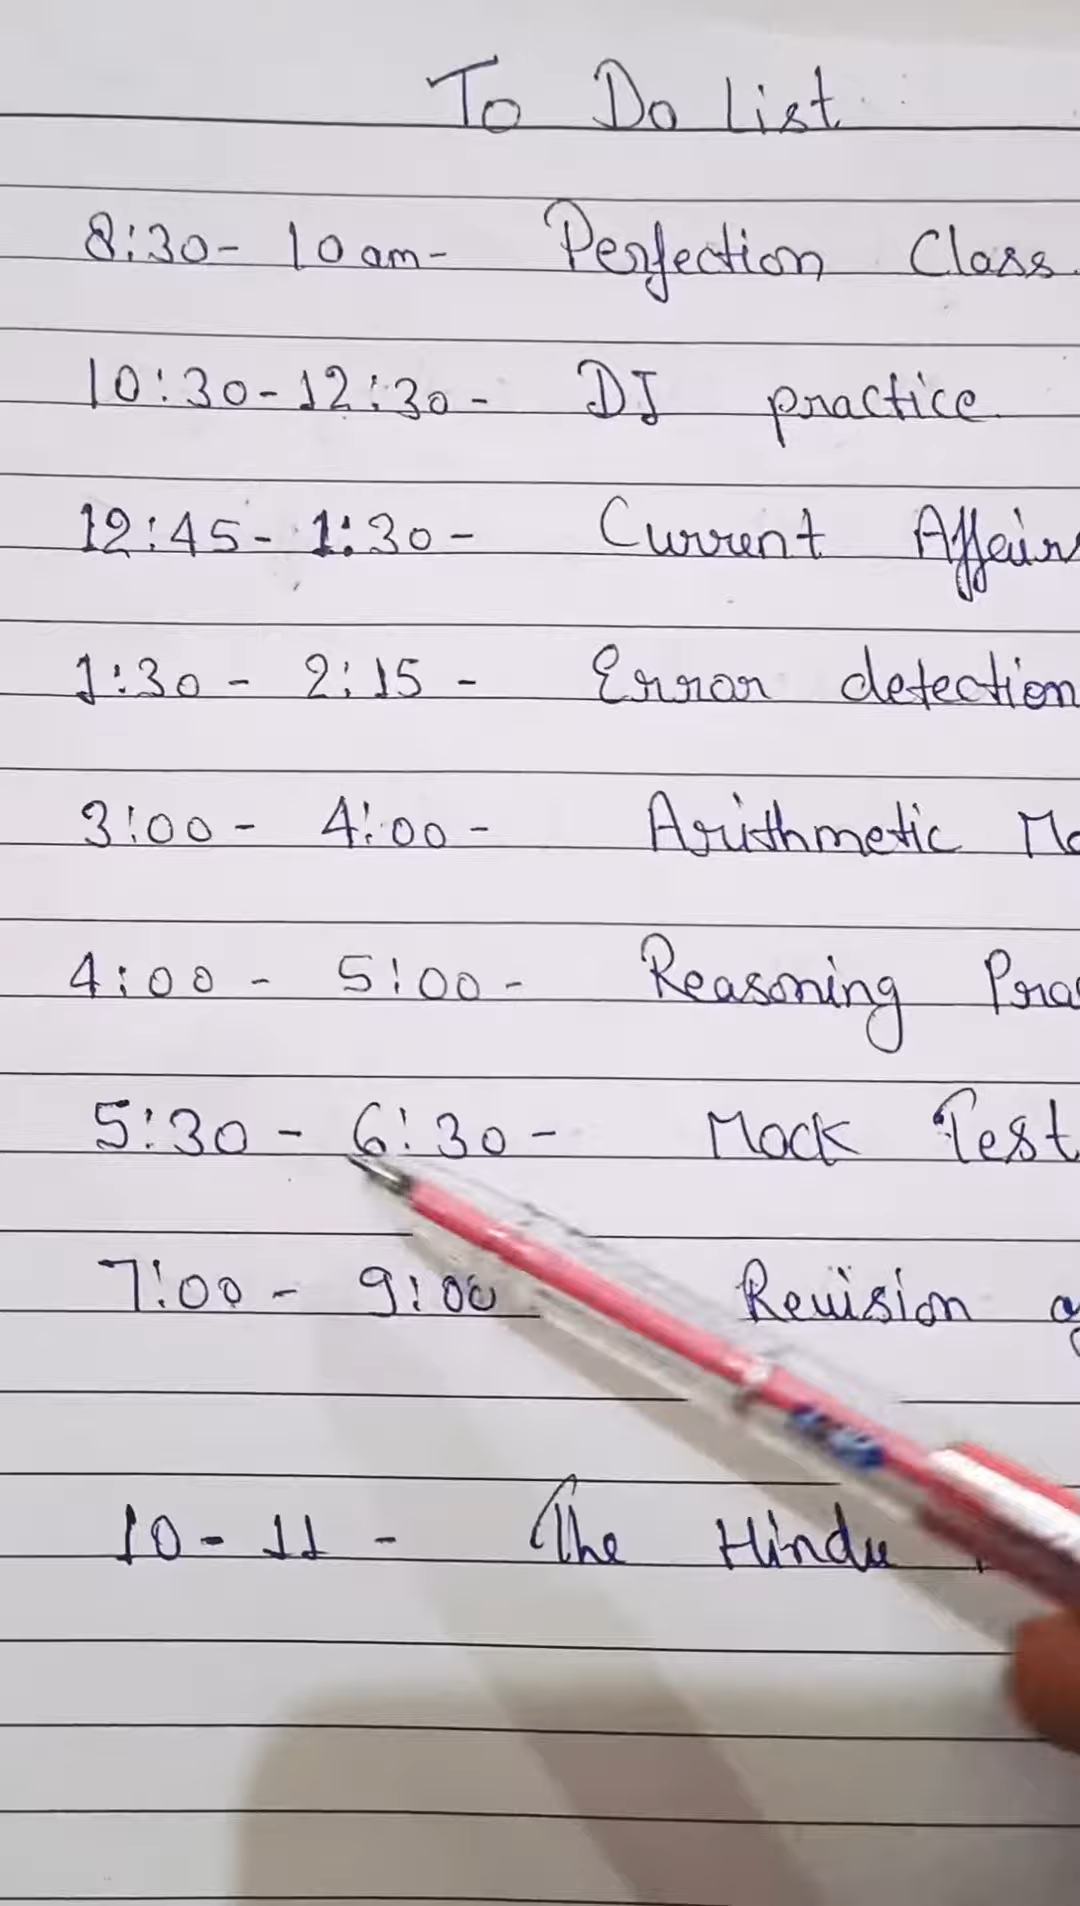 To Do List
8:30- 10 am- Perfection Class
10:30-12:30- DI practice
12:45- 1:30- Current Affairs
1:30 - 2:15 - Error detection
3:00 - 4:00 - Arithmetic
4:00 - 5:00 - Reasoning
5:30 - 6:30 - Mock Test
7:00 - 9:00 Revision
10-11 - The Hindu